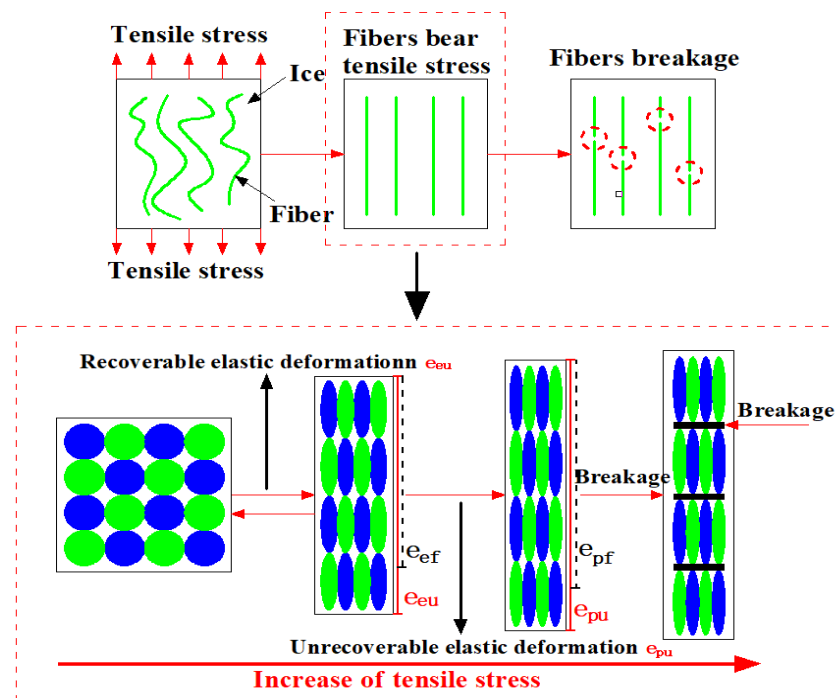 Tensile stress
Ice
Fiber
Tensile stress
Fibers bear
tensile stress
Fibers breakage
Recoverable elastic deformationn e_eu
e_ef
e_eu
Breakage
e_pf
e_pu
Breakage
Unrecoverable elastic deformation e_pu
Increase of tensile stress